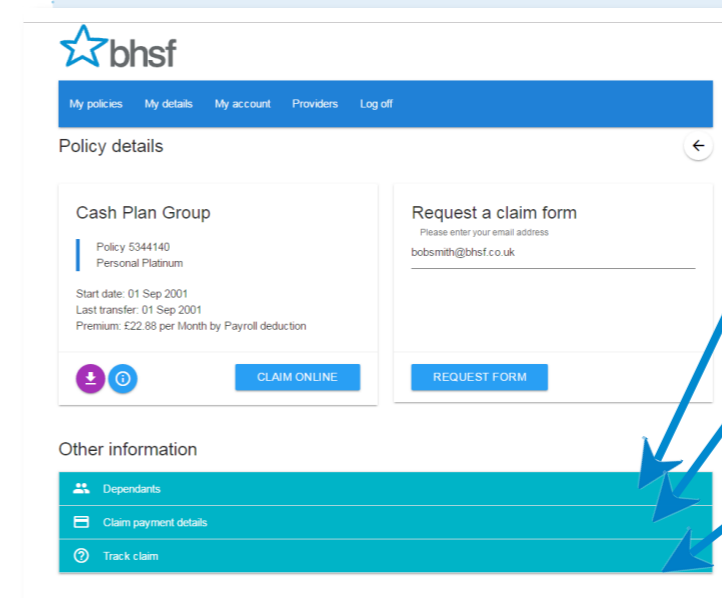 bhsf
My policies My details My account Providers Log off
Policy details
Cash Plan Group
Policy 5344140
Personal Platinum
Start date: 01 Sep 2001
Last transfer: 01 Sep 2001
Premium: £22.88 per Month by Payroll deduction
CLAIM ONLINE
Request a claim form
Please enter your email address
bobsmith@bhsf.co.uk
REQUEST FORM
Other information
Dependants
Claim payment details
Track claim